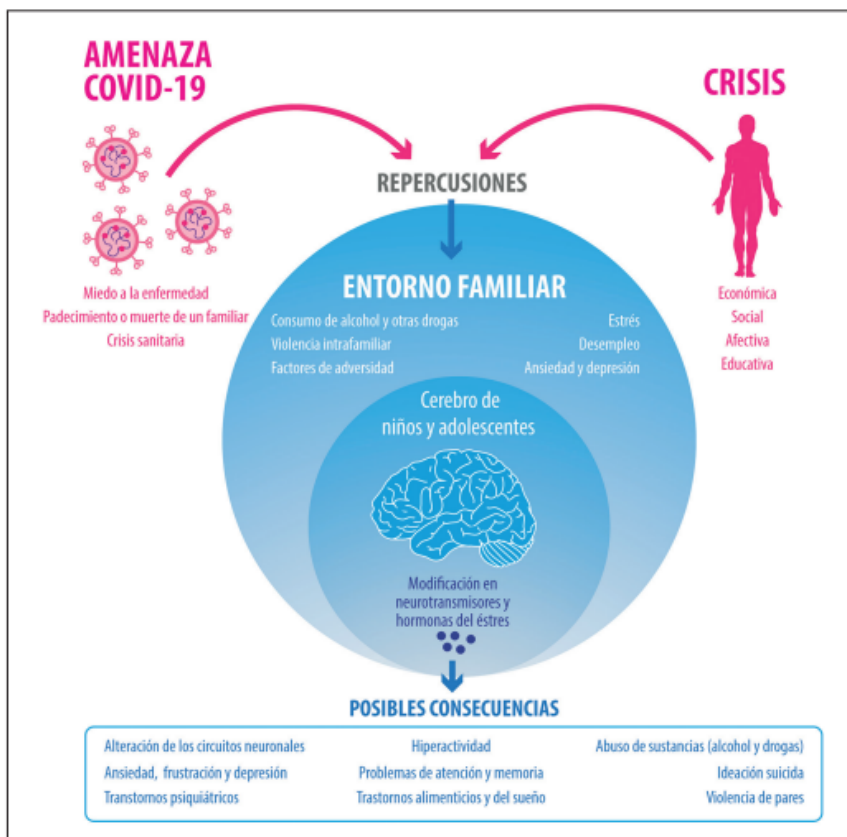 AMENAZA
COVID-19
CRISIS
REPERCUSIONES
Miedo a la enfermedad
Padecimiento o muerte de un familiar
Crisis sanitaria
Económica
Social
Afectiva
Educativa
ENTORNO FAMILIAR
Consumo de alcohol y otras drogas
Violencia intrafamiliar
Factores de adversidad
Estrés
Desempleo
Ansiedad y depresión
Cerebro de
niños y adolescentes
Modificación en
neurotransmisores y
hormonas del éstres
POSIBLES CONSECUENCIAS
Alteración de los circuitos neuronales
Ansiedad, frustración y depresión
Transtornos psiquiátricos
Hiperactividad
Problemas de atención y memoria
Trastornos alimenticios y del sueño
Abuso de sustancias (alcohol y drogas)
Ideación suicida
Violencia de pares